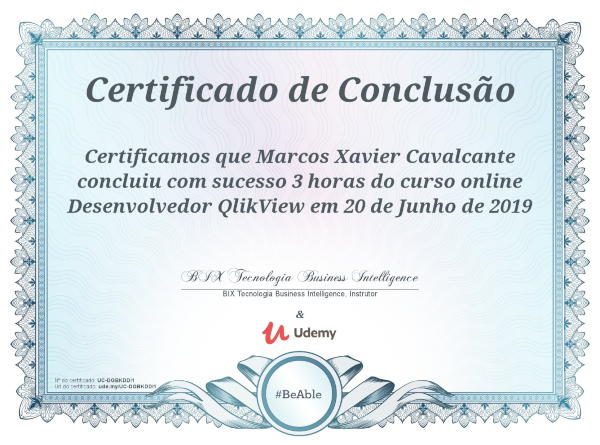 Certificado de Conclusão
Certificamos que Marcos Xavier Cavalcante
concluiu com sucesso 3 horas do curso online
Desenvolvedor QlikView em 20 de Junho de 2019
BIX Tecnologia Business Intelligence
BIX Tecnologia Business Intelligence, Instrutor
&
Udemy
Nº do certificado: UC-DGBKDDI1
Url do certificado: ude.my/UC-DGBKDDI1
#BeAble